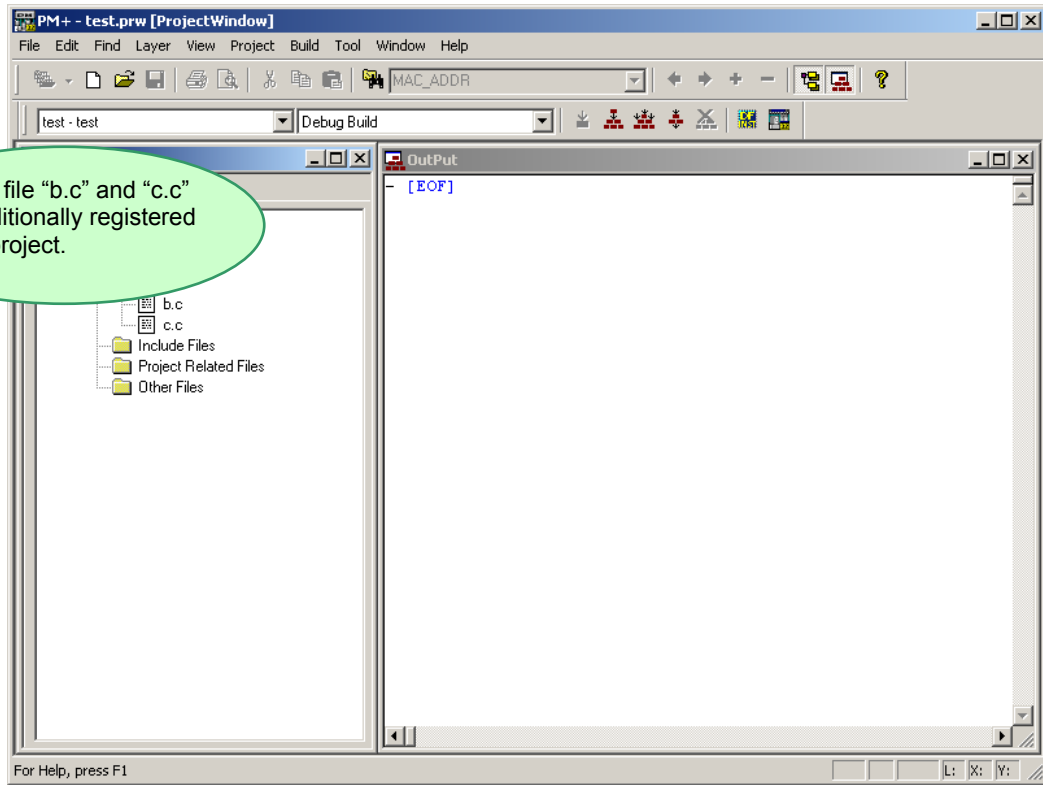 PM+ - test.prw [ProjectWindow]
File Edit Find Layer View Project Build Tool Window Help
MAC_ADDR
test - test
Debug Build
file “b.c” and “c.c”
ditionally registered
roject.
b.c
c.c
Include Files
Project Related Files
Other Files
OutPut
- [EOF]
For Help, press F1
L: X: Y: